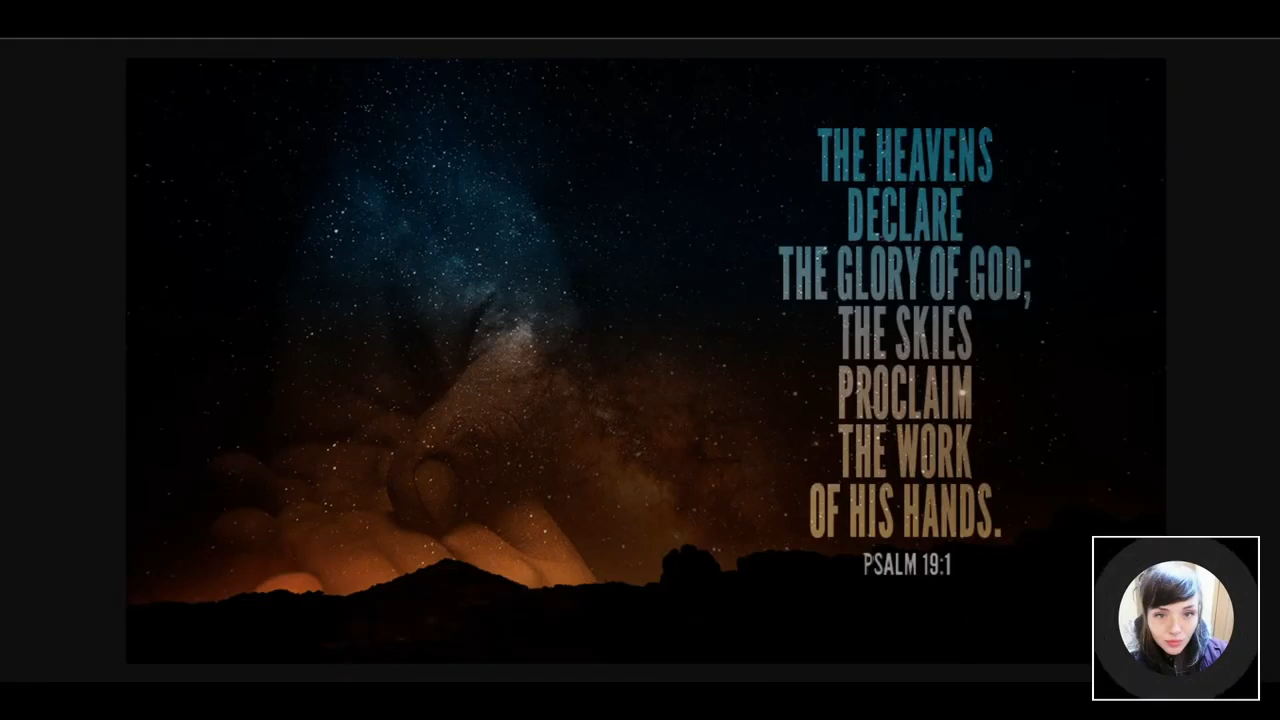 THE HEAVENS
DECLARE
THE GLORY OF GOD;
THE SKIES
PROCLAIM
THE WORK
OF HIS HANDS.
PSALM 19:1